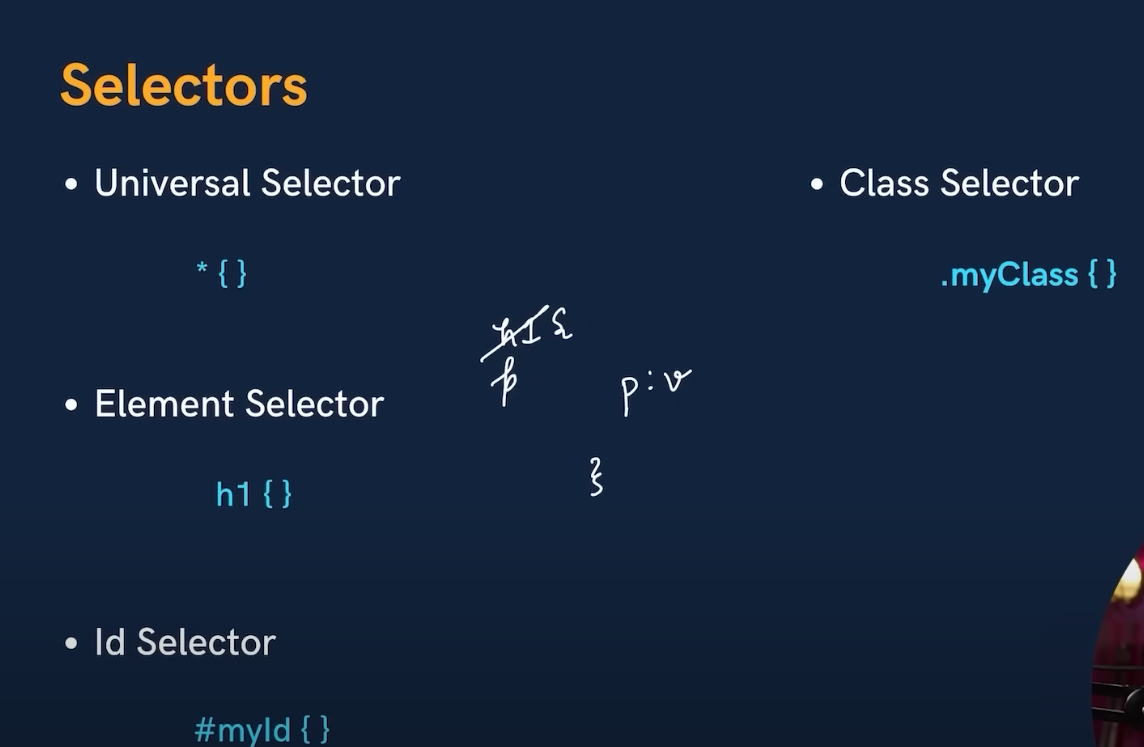 Selectors
• Universal Selector
* { }
• Element Selector
h1 { }
• Id Selector
#myId { }
• Class Selector
.myClass { }
h1 {
p
p : v
}